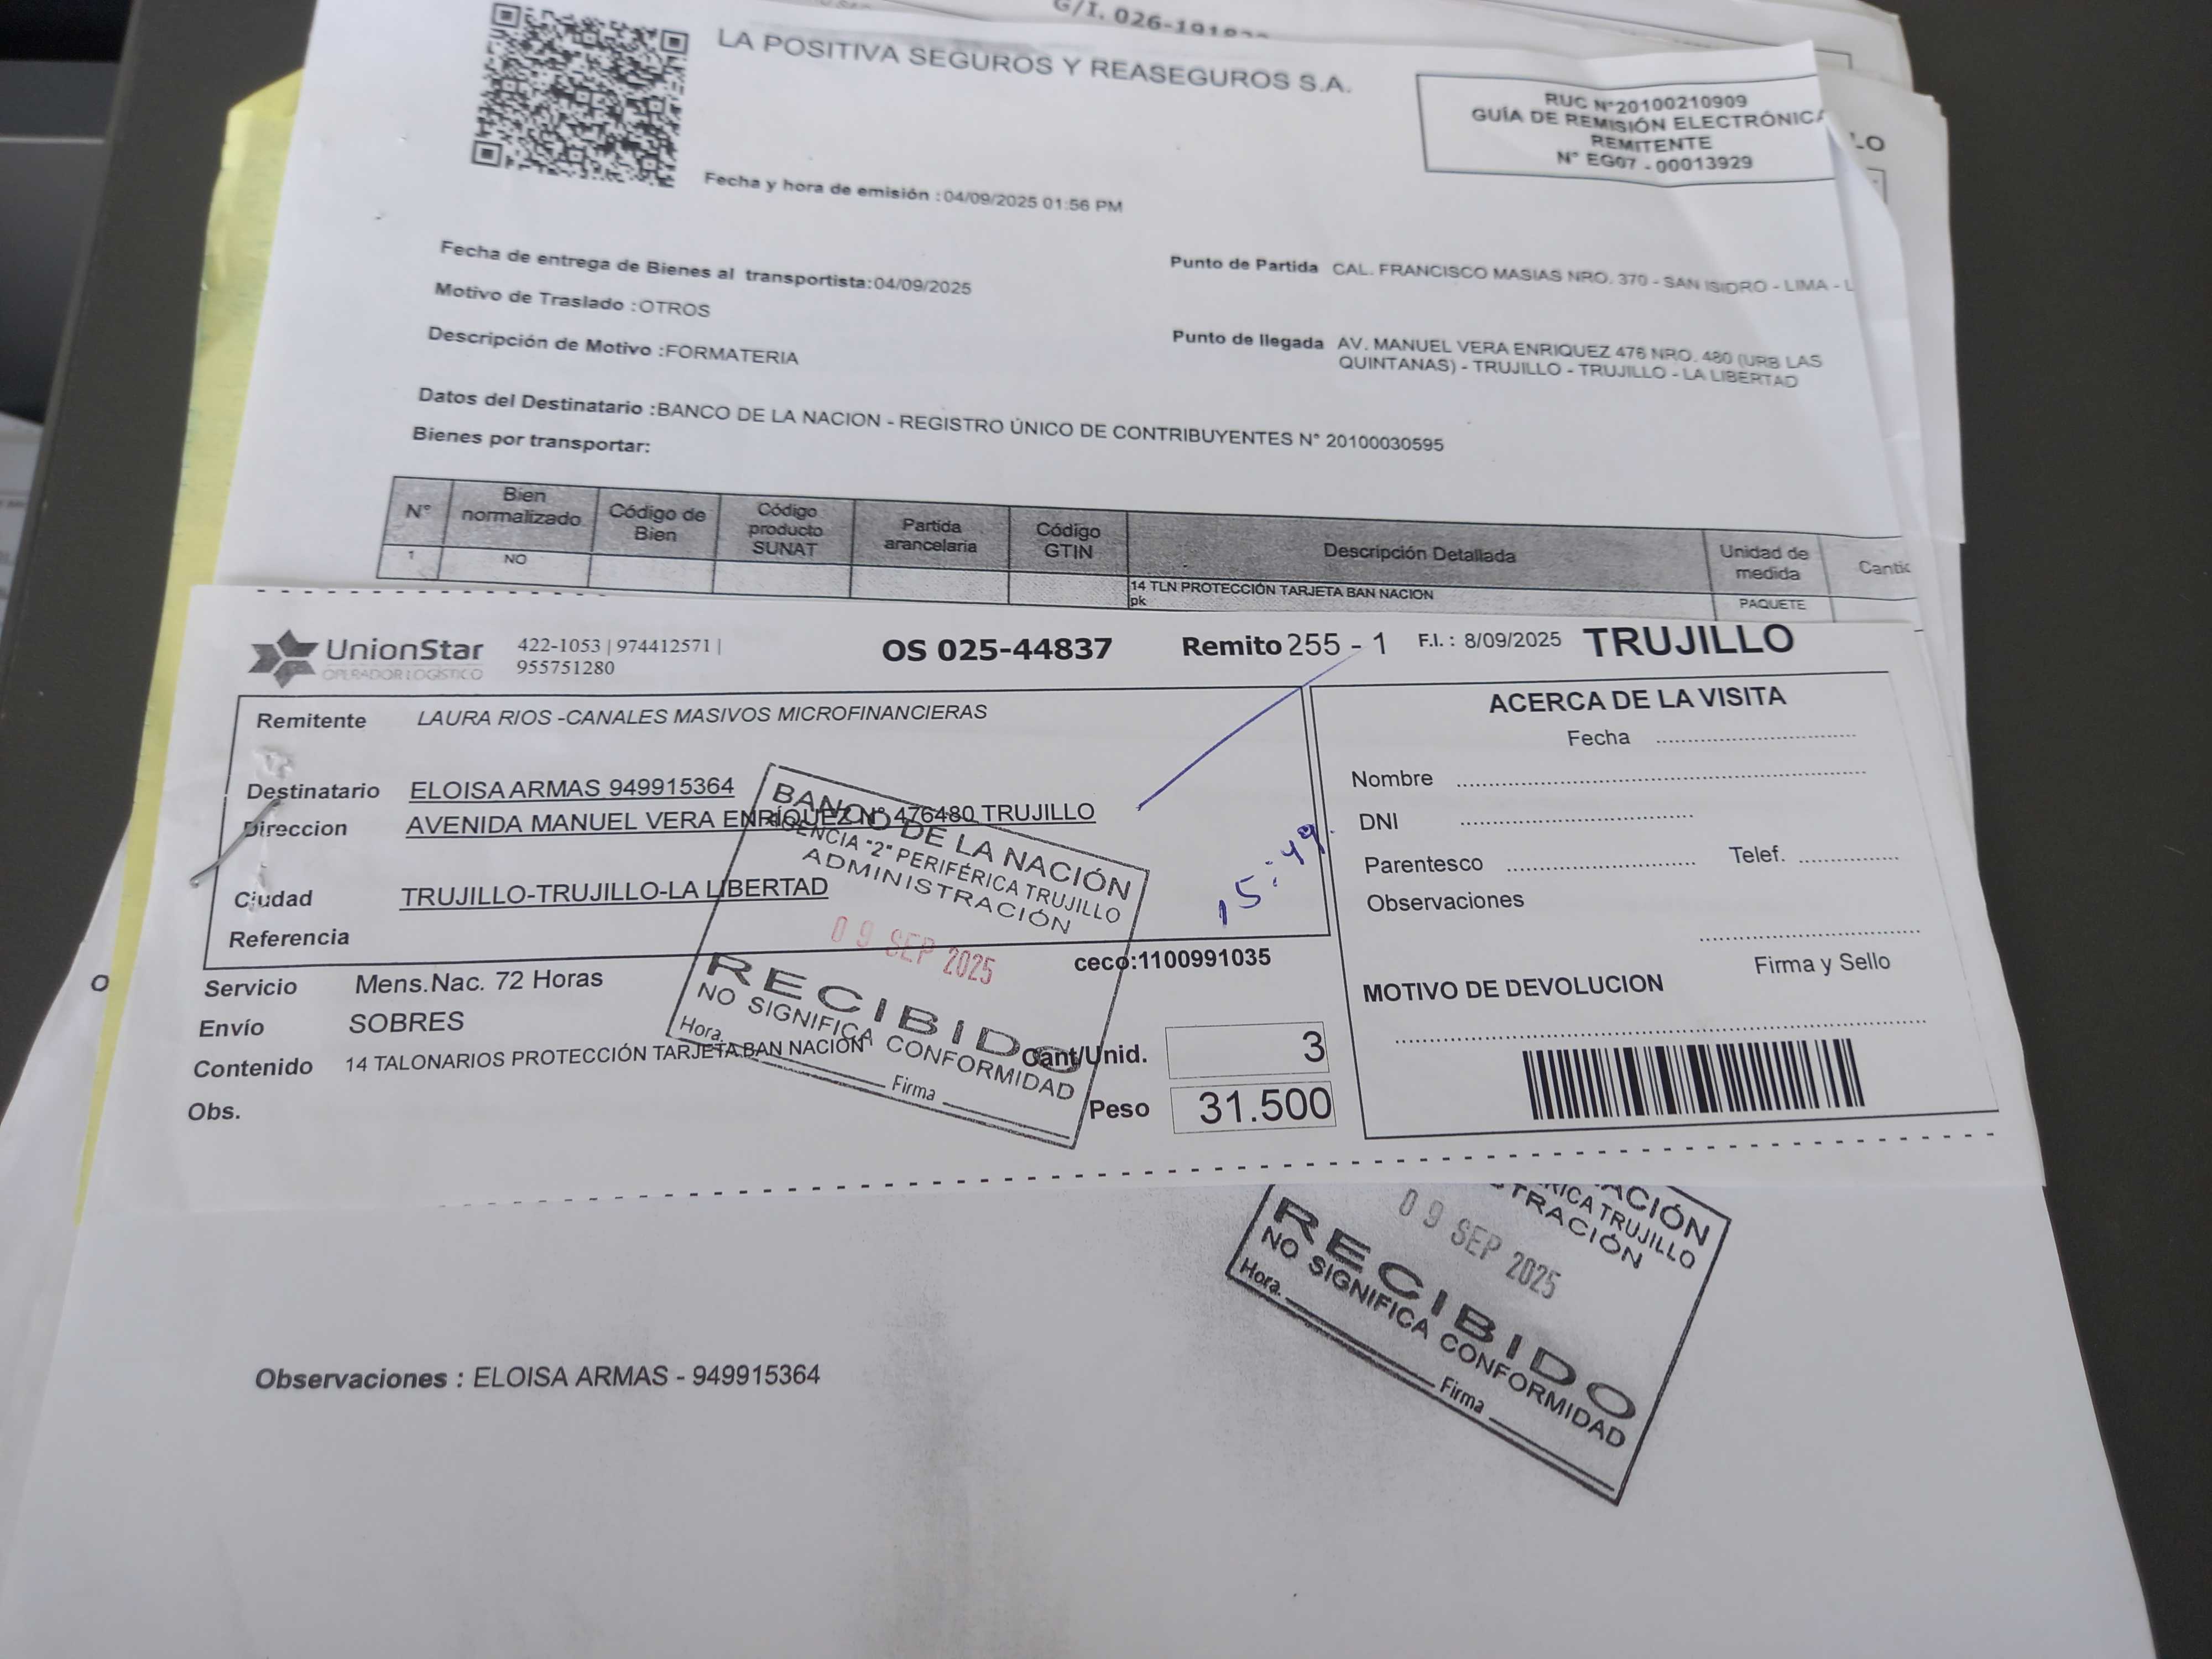 G/I. 026-
LA POSITIVA SEGUROS Y REASEGUROS S.A.
RUC N°20100210909
GUÍA DE REMISIÓN ELECTRÓNICA
REMITENTE
N° EG07 - 00013929
LO
Fecha y hora de emisión :04/09/2025 01:56 PM
Fecha de entrega de Bienes al transportista:04/09/2025
Motivo de Traslado :OTROS
Descripción de Motivo :FORMATERIA
Punto de Partida CAL. FRANCISCO MASIAS NRO. 370 - SAN ISIDRO - LIMA - L
Punto de llegada AV. MANUEL VERA ENRIQUEZ 476 NRO. 480 (URB LAS
QUINTANAS) - TRUJILLO - TRUJILLO - LA LIBERTAD
Datos del Destinatario :BANCO DE LA NACION - REGISTRO ÚNICO DE CONTRIBUYENTES N° 20100030595
Bienes por transportar:
N° Bien normalizado Código de Bien Código producto SUNAT Partida arancelaria Código GTIN Descripción Detallada Unidad de medida Cantid
1 NO 14 TLN PROTECCIÓN TARJETA BAN NACION PAQUETE
pk
UnionStar
OPERADOR LOGÍSTICO
422-1053 | 974412571 |
955751280
OS 025-44837 Remito 255 - 1 F.I. : 8/09/2025 TRUJILLO
Remitente LAURA RIOS -CANALES MASIVOS MICROFINANCIERAS
Destinatario ELOISA ARMAS 949915364
Direccion AVENIDA MANUEL VERA ENRÍQUEZ N° 476480 TRUJILLO
Ciudad TRUJILLO-TRUJILLO-LA LIBERTAD
Referencia
15:49
BANCO DE LA NACIÓN
AGENCIA "2" PERIFÉRICA TRUJILLO
ADMINISTRACIÓN
09 SEP 2025
RECIBIDO
NO SIGNIFICA CONFORMIDAD
Hora Firma
ceco:1100991035
Servicio Mens.Nac. 72 Horas
Envío SOBRES
Contenido 14 TALONARIOS PROTECCIÓN TARJETA BAN NACIÓN
Obs.
Cant/Unid. 3
Peso 31.500
ACERCA DE LA VISITA
Fecha
Nombre
DNI
Parentesco Telef.
Observaciones
Firma y Sello
MOTIVO DE DEVOLUCION
ACIÓN
RICA TRUJILLO
TRACIÓN
09 SEP 2025
RECIBIDO
NO SIGNIFICA CONFORMIDAD
Hora Firma
Observaciones : ELOISA ARMAS - 949915364